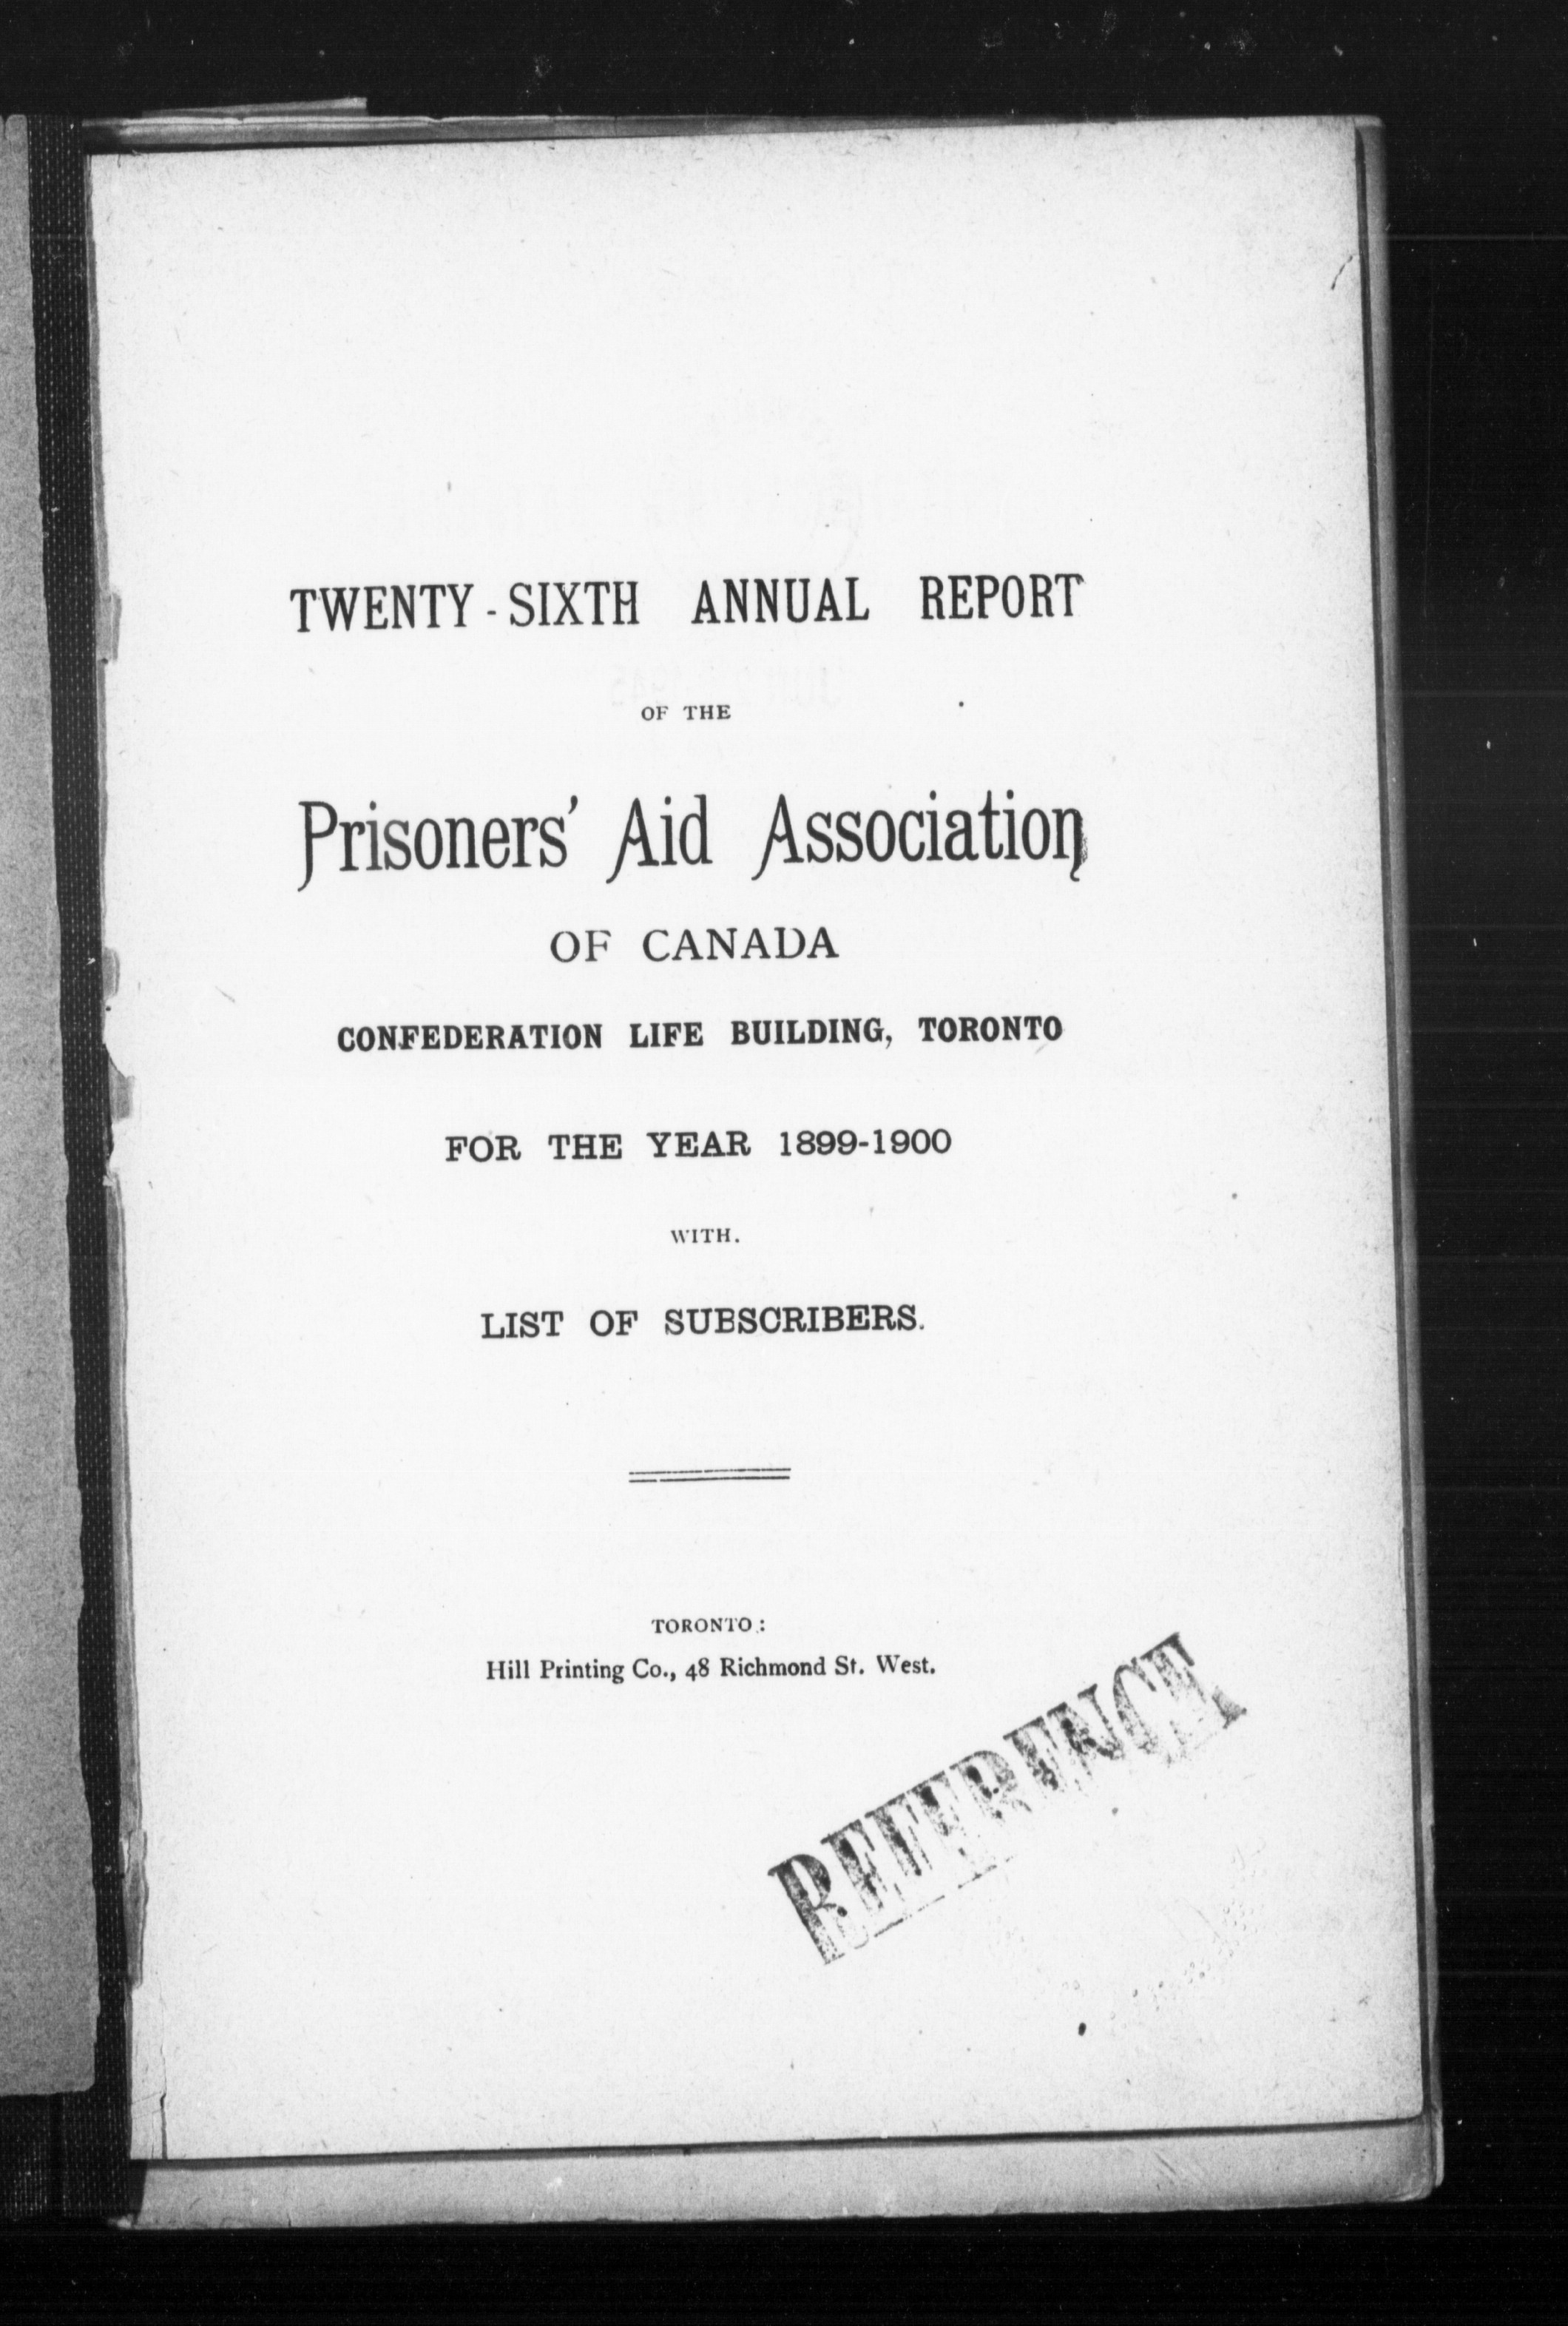 TWENTY-SIXTH ANNUAL REPORT
OF THE
Prisoners' Aid Association
OF CANADA
CONFEDERATION LIFE BUILDING, TORONTO
FOR THE YEAR 1899-1900
WITH.
LIST OF SUBSCRIBERS.
TORONTO:
Hill Printing Co., 48 Richmond St. West.
REFERENCE